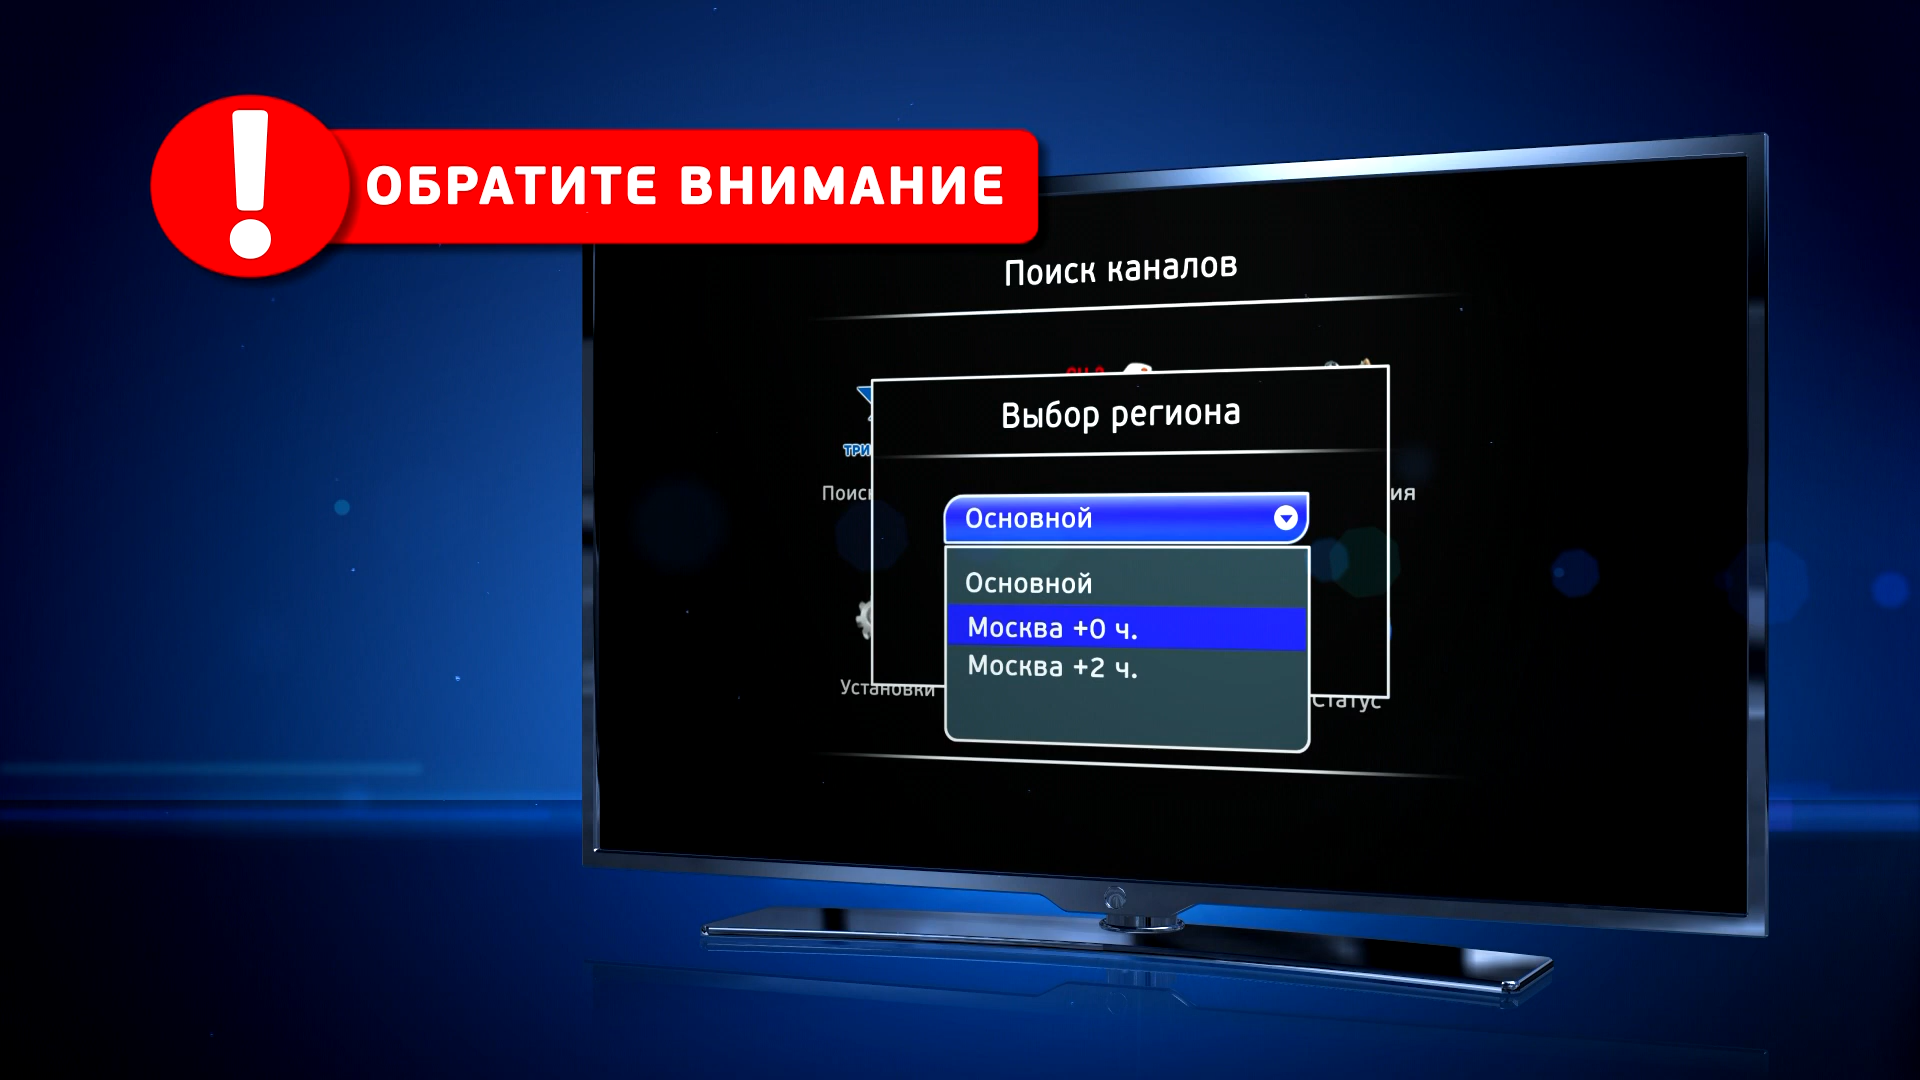 !
ОБРАТИТЕ ВНИМАНИЕ
Поиск каналов
Выбор региона
Основной
Основной
Москва +0 ч.
Москва +2 ч.
Установки
Статус